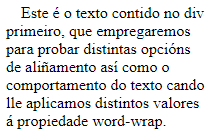 Este é o texto contido no div
primeiro, que empregaremos
para probar distintas opcións
de aliñamento así como o
comportamento do texto cando
lle aplicamos distintos valores
á propiedade word-wrap.